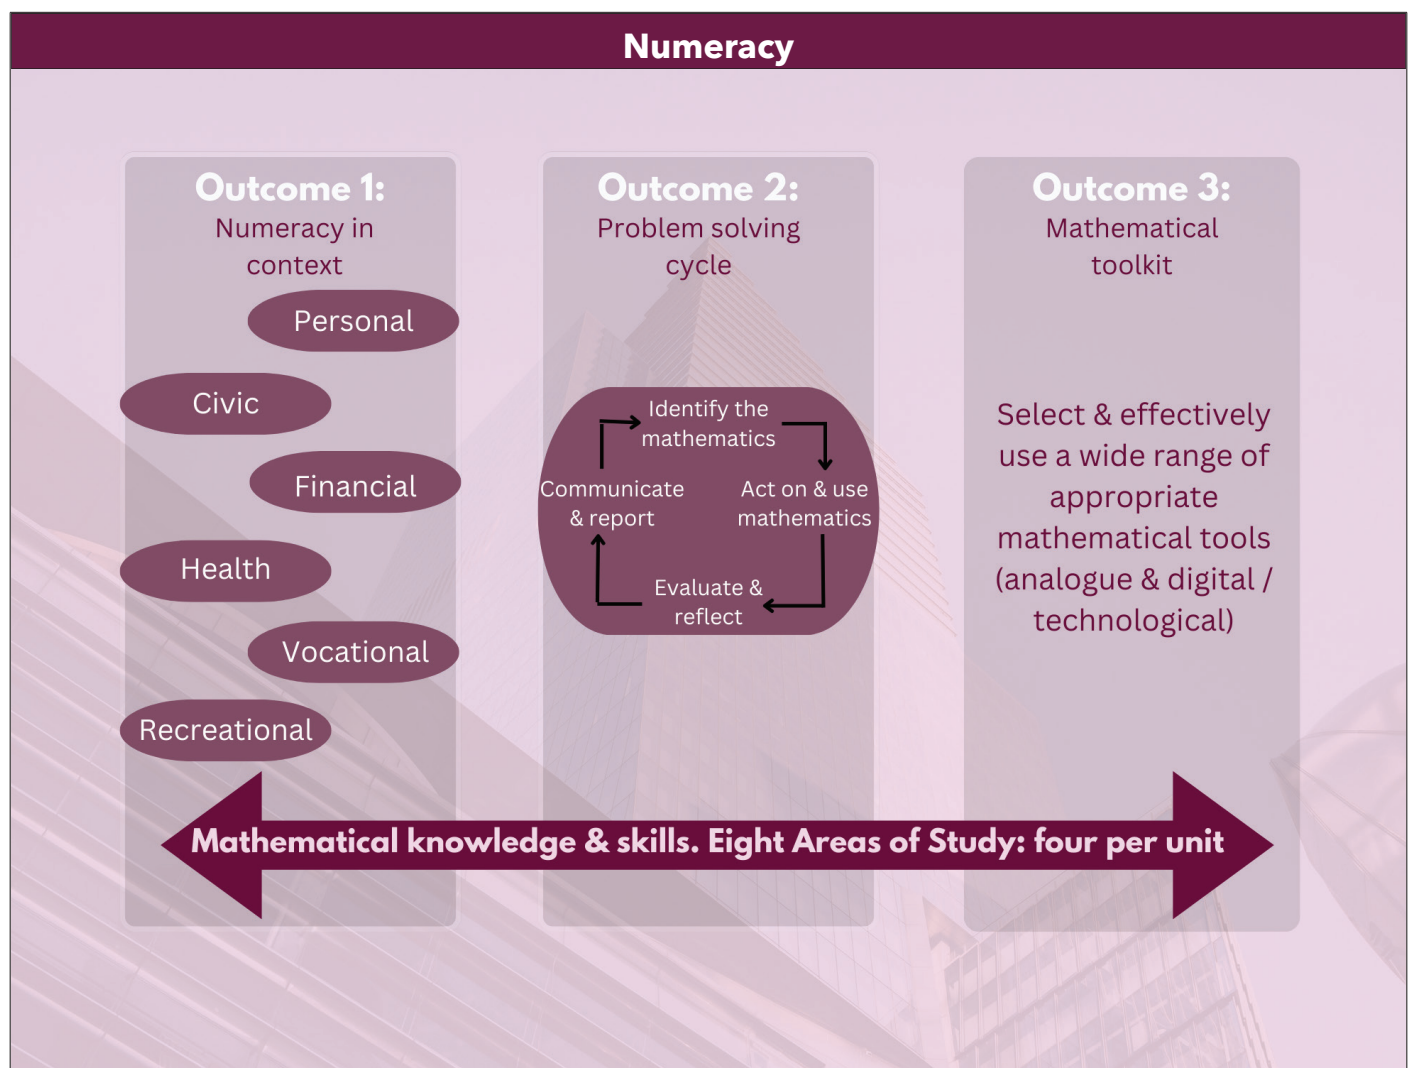 Numeracy
Outcome 1:
Numeracy in
context
Personal
Civic
Financial
Health
Vocational
Recreational
Outcome 2:
Problem solving
cycle
Identify the
mathematics
Act on & use
mathematics
Evaluate &
reflect
Communicate
& report
Outcome 3:
Mathematical
toolkit
Select & effectively
use a wide range of
appropriate
mathematical tools
(analogue & digital /
technological)
Mathematical knowledge & skills. Eight Areas of Study: four per unit